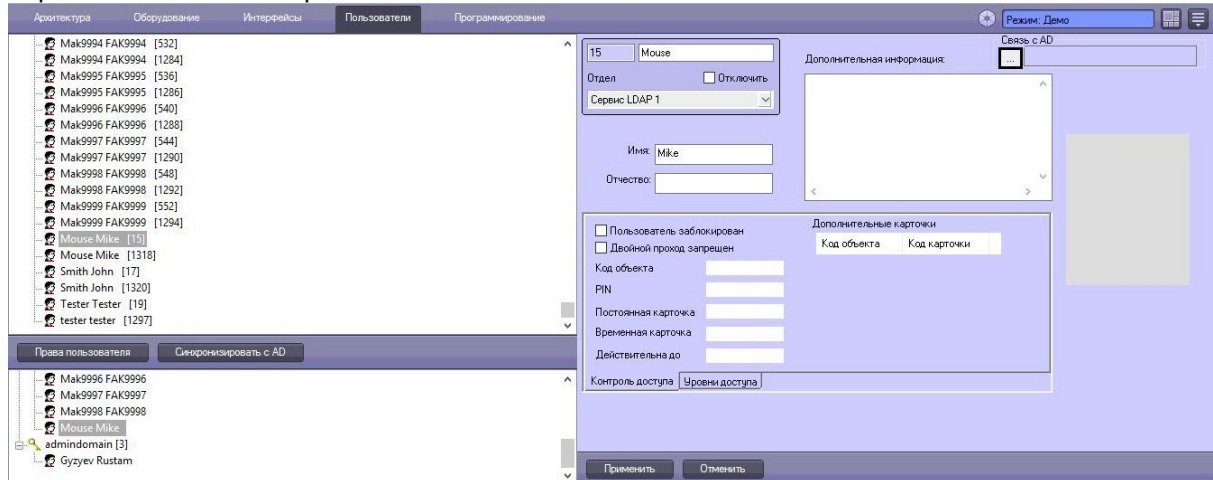 Архитектура Оборудование Интерфейсы Пользователи Программирование Режим: Демо
Mak9994 FAK9994 [532]
Mak9994 FAK9994 [1284]
Mak9995 FAK9995 [536]
Mak9995 FAK9995 [1286]
Mak9996 FAK9996 [540]
Mak9996 FAK9996 [1288]
Mak9997 FAK9997 [544]
Mak9997 FAK9997 [1290]
Mak9998 FAK9998 [548]
Mak9998 FAK9998 [1292]
Mak9999 FAK9999 [552]
Mak9999 FAK9999 [1294]
Mouse Mike [15]
Mouse Mike [1318]
Smith John [17]
Smith John [1320]
Tester Tester [19]
tester tester [1297]
Права пользователя Синхронизировать с AD
Mak9996 FAK9996
Mak9997 FAK9997
Mak9998 FAK9998
Mouse Mike
admindomain [3]
Gyzyev Rustam
15 Mouse
Отдел Отключить
Сервис LDAP 1
Имя: Mike
Отчество:
Связь с AD
...
Дополнительная информация:
Пользователь заблокирован
Двойной проход запрещен
Код объекта
PIN
Постоянная карточка
Временная карточка
Действительна до
Дополнительные карточки
Код объекта Код карточки
Контроль доступа Уровни доступа
Применить Отменить